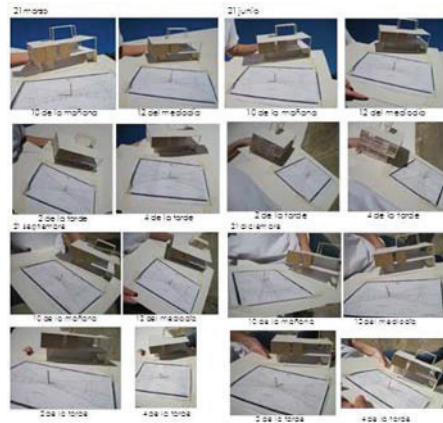 21 marzo
21 junio
10 de la mañana
12 del mediodía
10 de la mañana
12 del mediodía
2 de la tarde
4 de la tarde
2 de la tarde
4 de la tarde
21 septiembre
21 diciembre
10 de la mañana
12 del mediodía
10 de la mañana
12 del mediodía
2 de la tarde
4 de la tarde
2 de la tarde
4 de la tarde